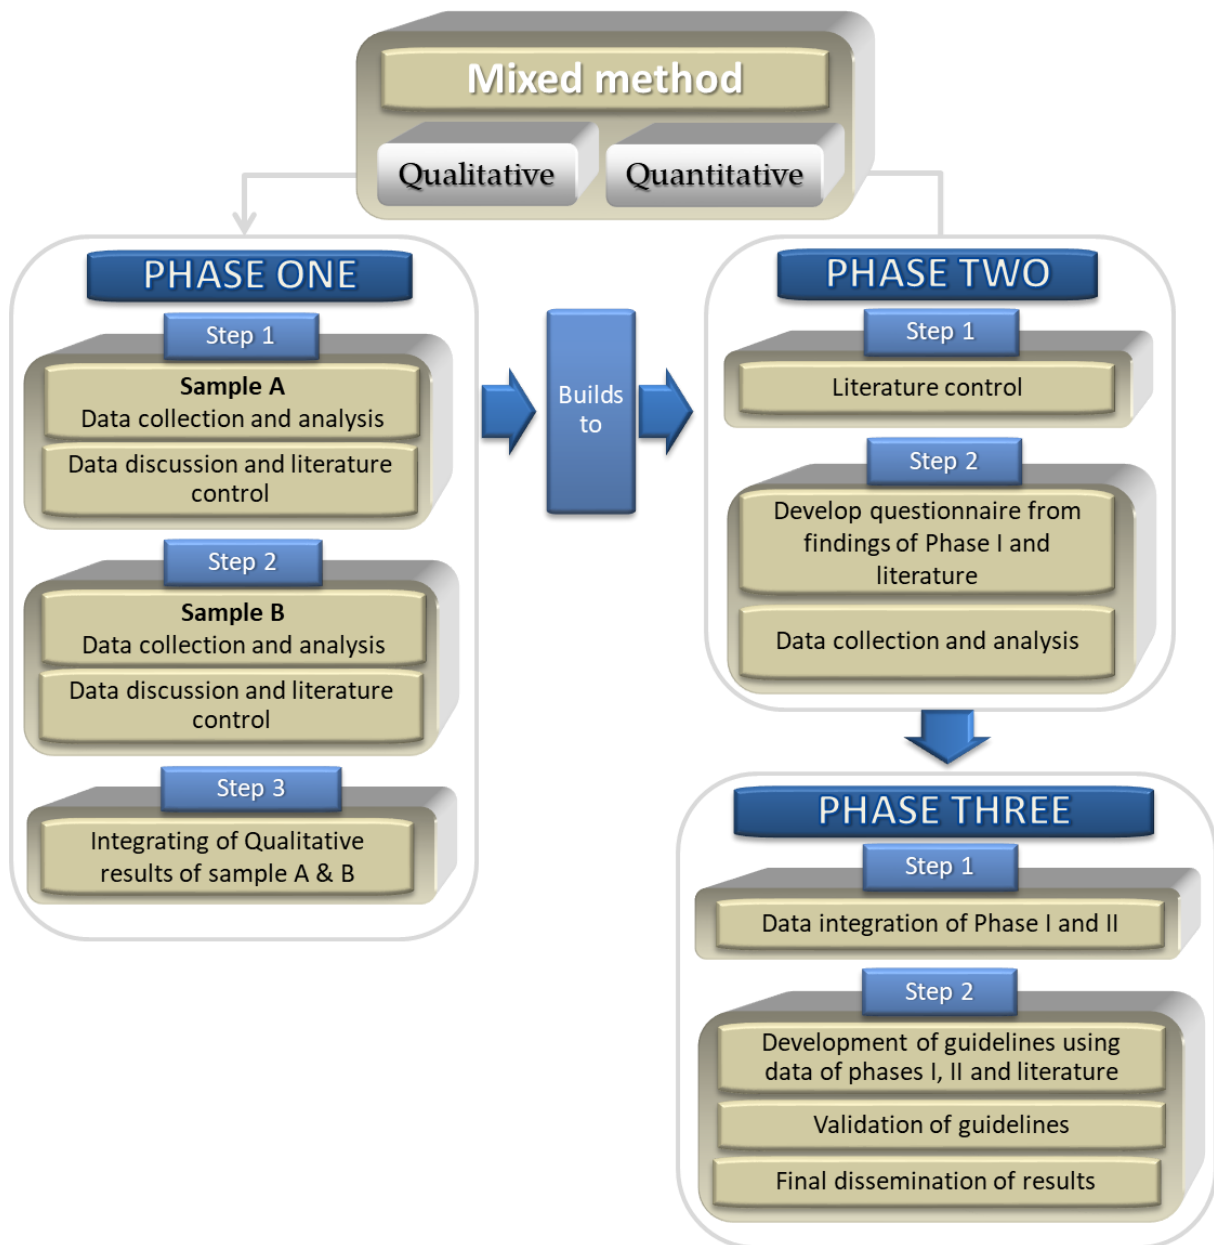 Mixed method
Qualitative
Quantitative
PHASE ONE
Step 1
Sample A
Data collection and analysis
Data discussion and literature
control
Step 2
Sample B
Data collection and analysis
Data discussion and literature
control
Step 3
Integrating of Qualitative
results of sample A & B
Builds
to
PHASE TWO
Step 1
Literature control
Step 2
Develop questionnaire from
findings of Phase I and
literature
Data collection and analysis
PHASE THREE
Step 1
Data integration of Phase I and II
Step 2
Development of guidelines using
data of phases I, II and literature
Validation of guidelines
Final dissemination of results